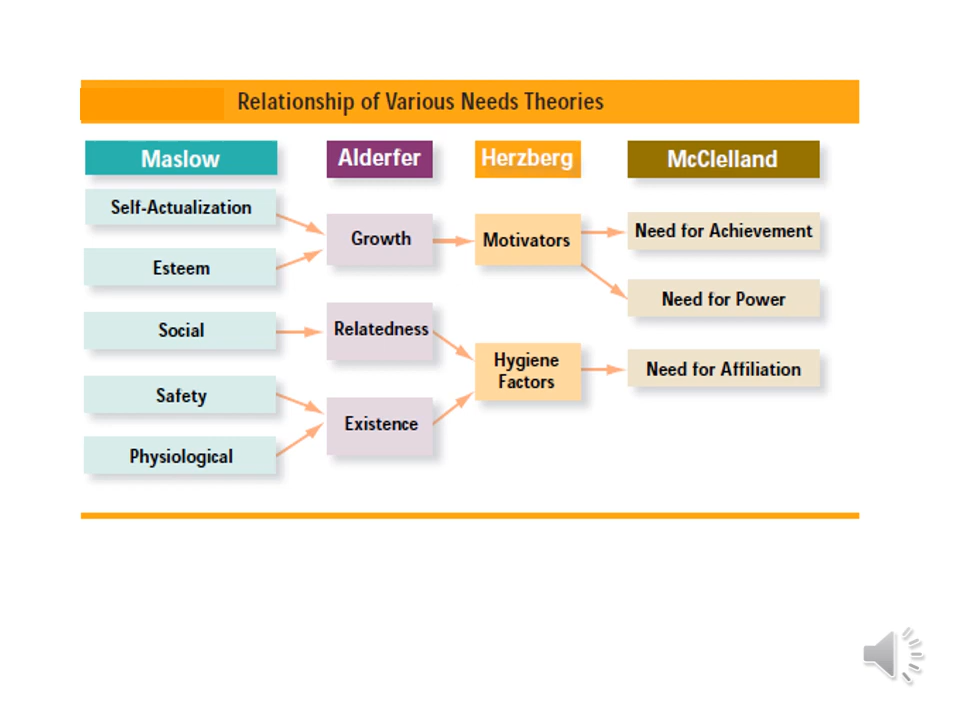 Relationship of Various Needs Theories
Maslow
Alderfer
Herzberg
McClelland
Self-Actualization
Esteem
Social
Safety
Physiological
Growth
Relatedness
Existence
Motivators
Hygiene
Factors
Need for Achievement
Need for Power
Need for Affiliation